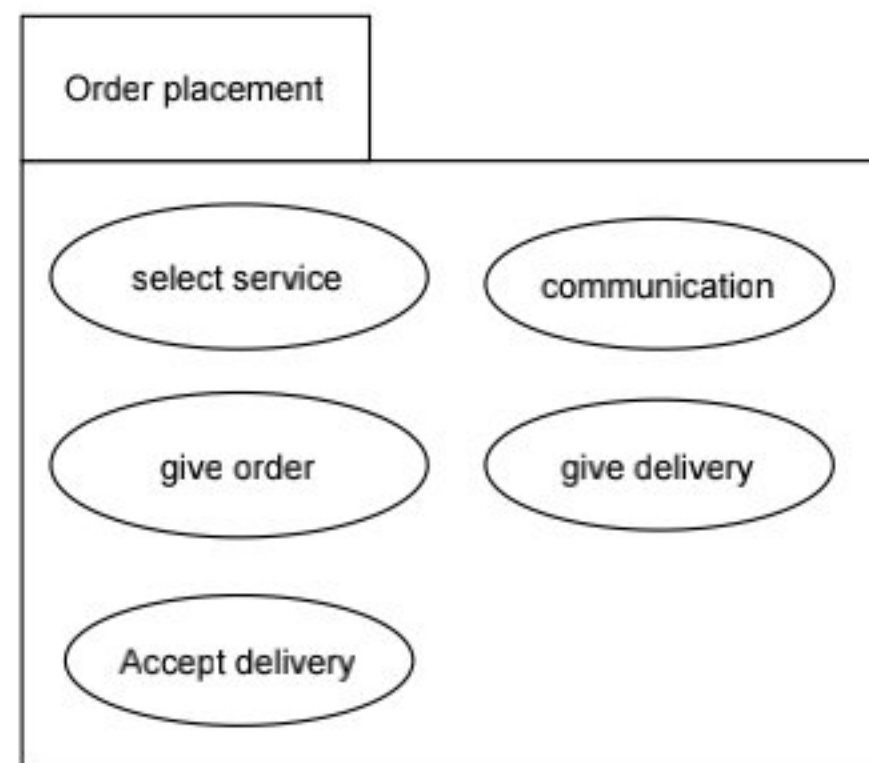 Order placement
select service
communication
give order
give delivery
Accept delivery